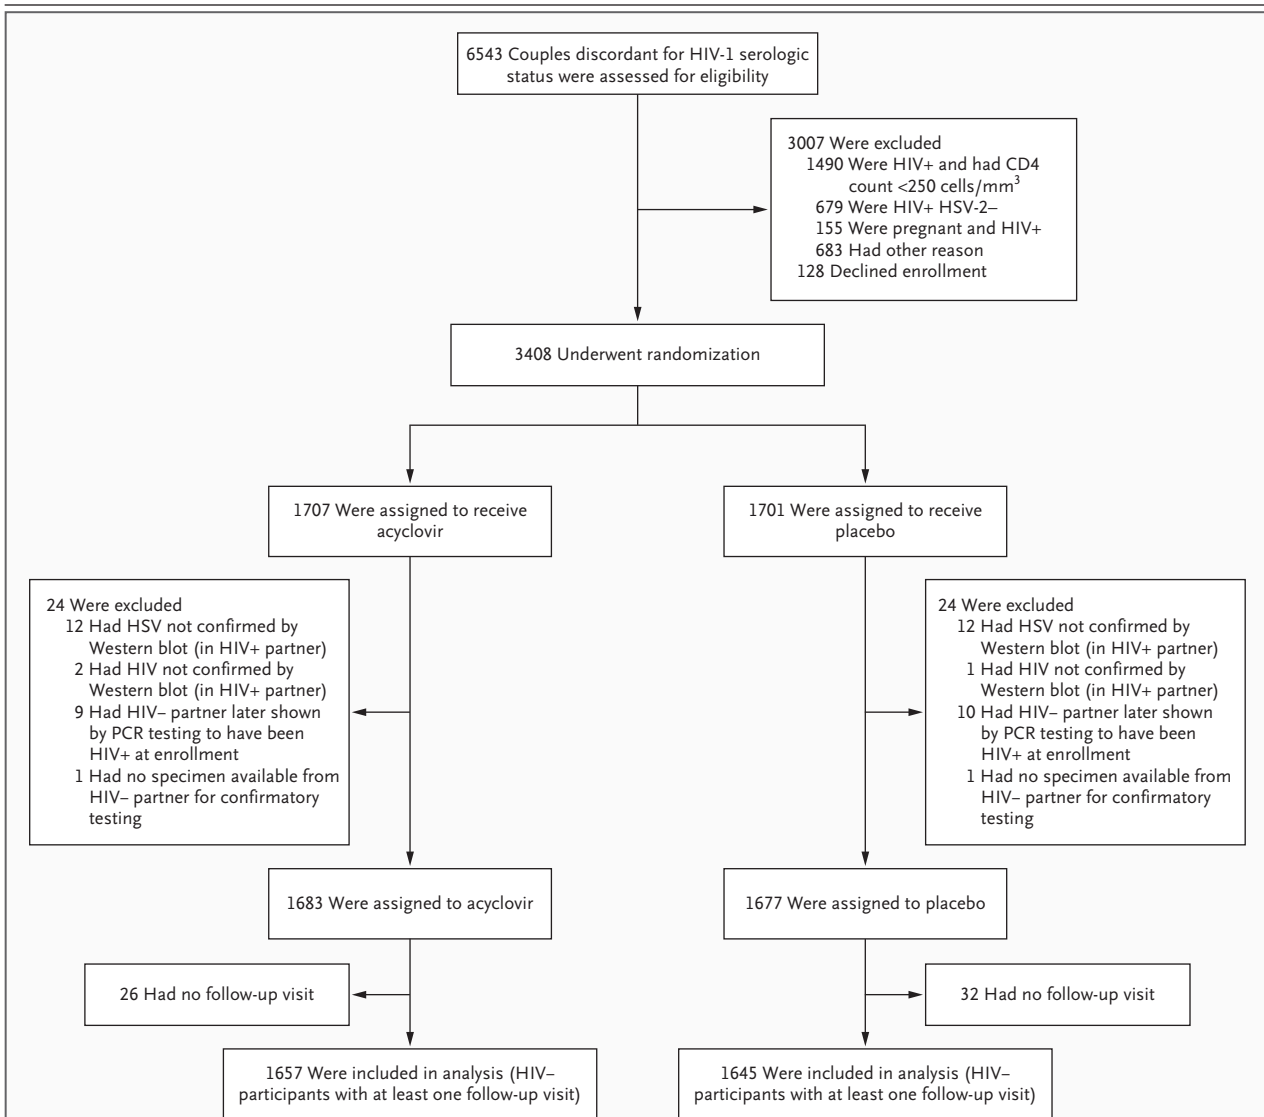 6543 Couples discordant for HIV-1 serologic
status were assessed for eligibility
3007 Were excluded
1490 Were HIV+ and had CD4
count <250 cells/mm³
679 Were HIV+ HSV-2–
155 Were pregnant and HIV+
683 Had other reason
128 Declined enrollment
3408 Underwent randomization
1707 Were assigned to receive
acyclovir
1701 Were assigned to receive
placebo
24 Were excluded
12 Had HSV not confirmed by
Western blot (in HIV+ partner)
2 Had HIV not confirmed by
Western blot (in HIV+ partner)
9 Had HIV– partner later shown
by PCR testing to have been
HIV+ at enrollment
1 Had no specimen available from
HIV– partner for confirmatory
testing
24 Were excluded
12 Had HSV not confirmed by
Western blot (in HIV+ partner)
1 Had HIV not confirmed by
Western blot (in HIV+ partner)
10 Had HIV– partner later shown
by PCR testing to have been
HIV+ at enrollment
1 Had no specimen available from
HIV– partner for confirmatory
testing
1683 Were assigned to acyclovir
1677 Were assigned to placebo
26 Had no follow-up visit
32 Had no follow-up visit
1657 Were included in analysis (HIV–
participants with at least one follow-up visit)
1645 Were included in analysis (HIV–
participants with at least one follow-up visit)